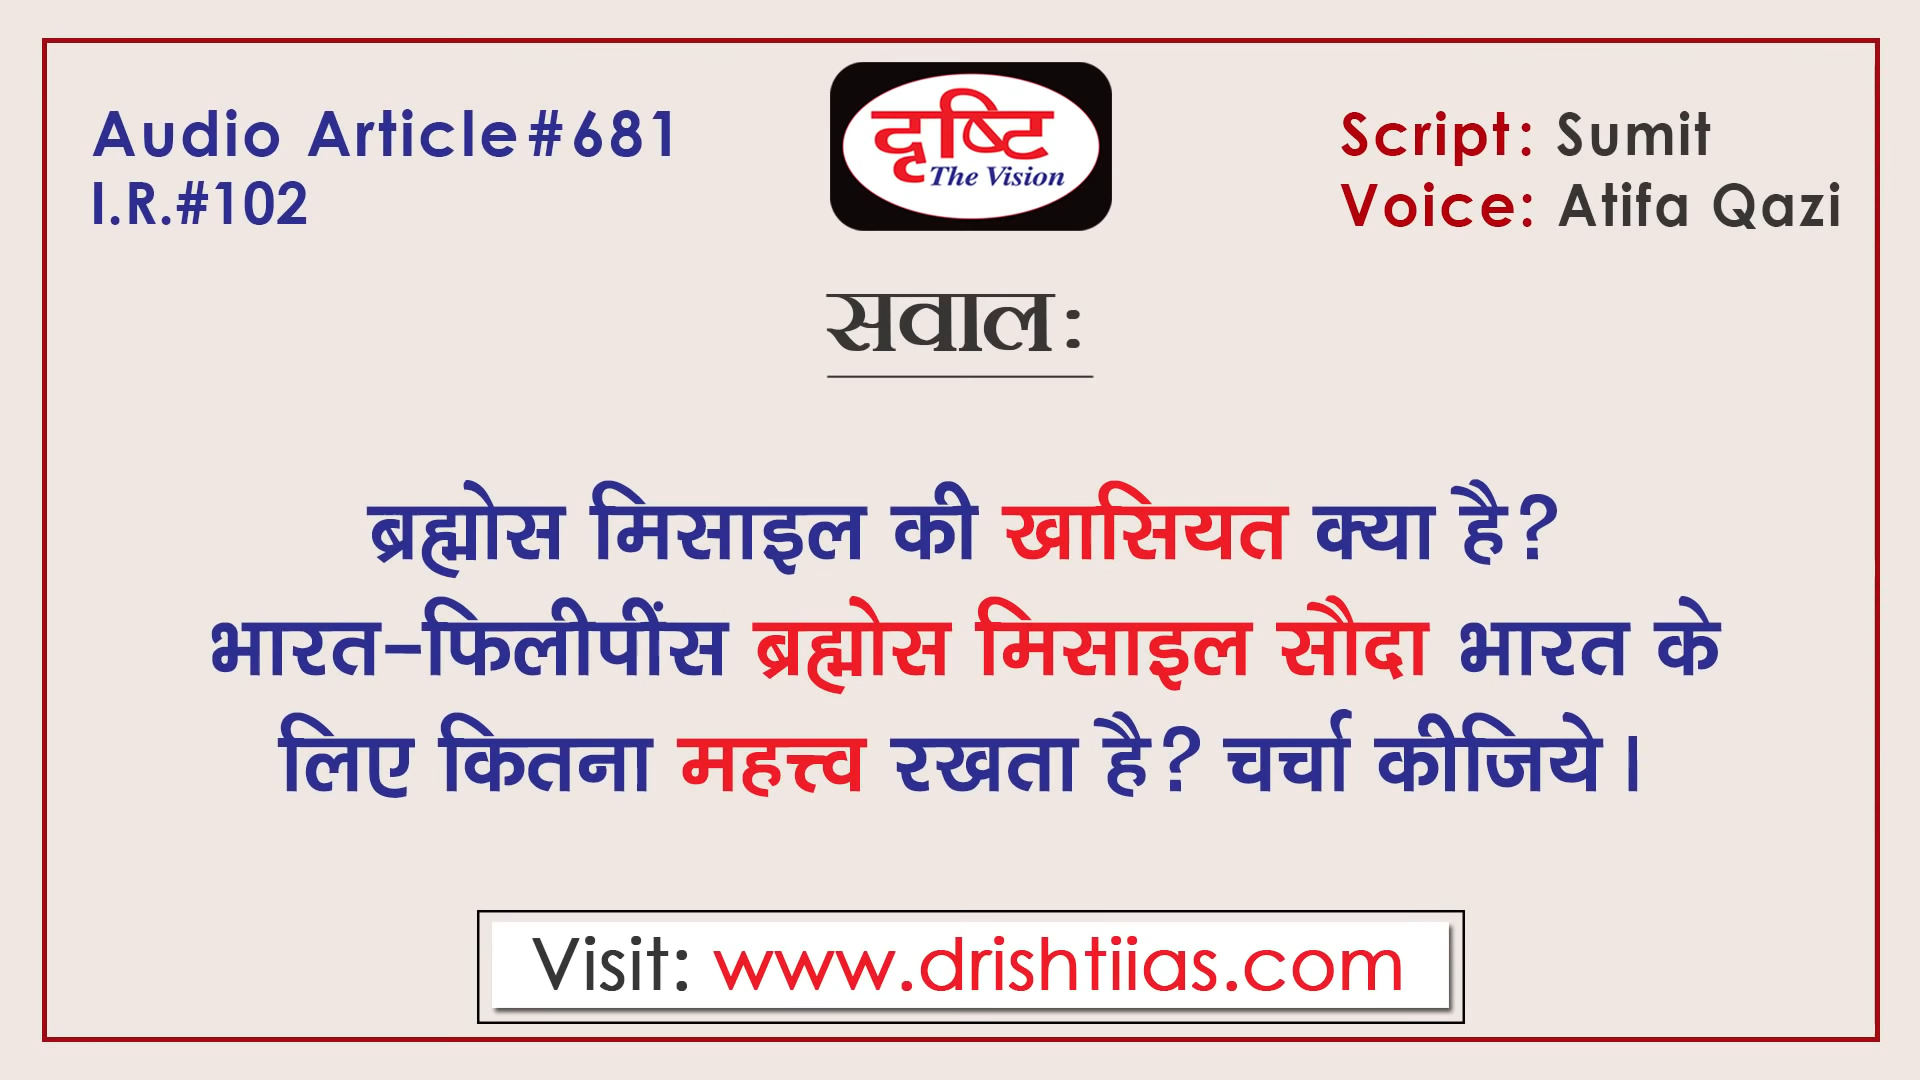 Audio Article#681
I.R.#102
दृष्टि
The Vision
Script: Sumit
Voice: Atifa Qazi
सवाल:
ब्रह्मोस मिसाइल की खासियत क्या है?
भारत-फिलीपींस ब्रह्मोस मिसाइल सौदा भारत के
लिए कितना महत्त्व रखता है? चर्चा कीजिये।
Visit: www.drishtiias.com